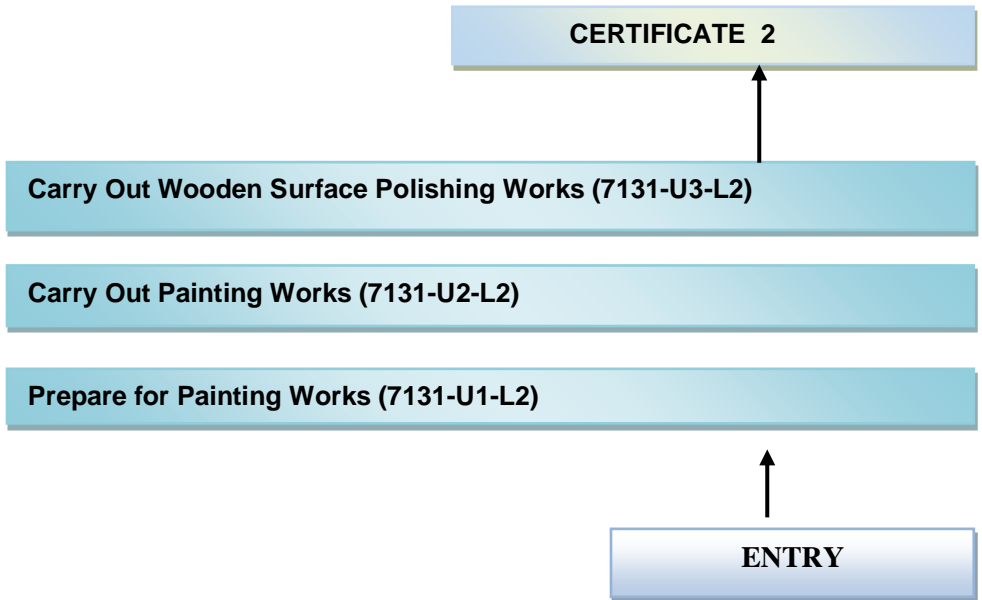 CERTIFICATE  2
Carry Out Wooden Surface Polishing Works (7131-U3-L2)
Carry Out Painting Works (7131-U2-L2)
Prepare for Painting Works (7131-U1-L2)
ENTRY